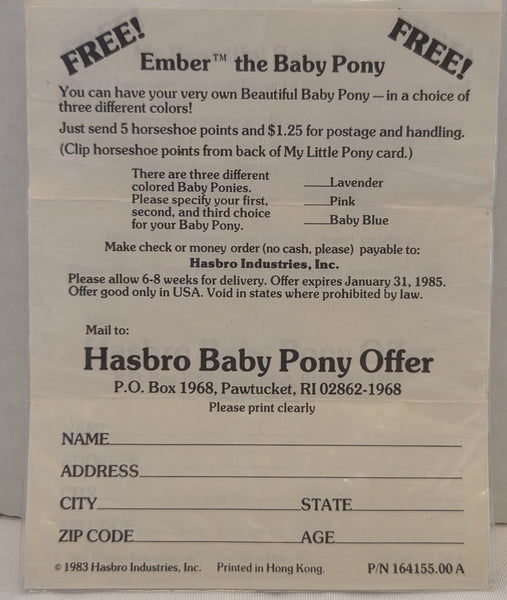 FREE!
FREE!
Ember™ the Baby Pony
You can have your very own Beautiful Baby Pony — in a choice of
three different colors!
Just send 5 horseshoe points and $1.25 for postage and handling.
(Clip horseshoe points from back of My Little Pony card.)
There are three different
colored Baby Ponies.
Please specify your first,
second, and third choice
for your Baby Pony.
___Lavender
___Pink
___Baby Blue
Make check or money order (no cash, please) payable to:
Hasbro Industries, Inc.
Please allow 6-8 weeks for delivery. Offer expires January 31, 1985.
Offer good only in USA. Void in states where prohibited by law.
Mail to:
Hasbro Baby Pony Offer
P.O. Box 1968, Pawtucket, RI 02862-1968
Please print clearly
NAME
ADDRESS
CITY STATE
ZIP CODE AGE
© 1983 Hasbro Industries, Inc. Printed in Hong Kong. P/N 164155.00 A